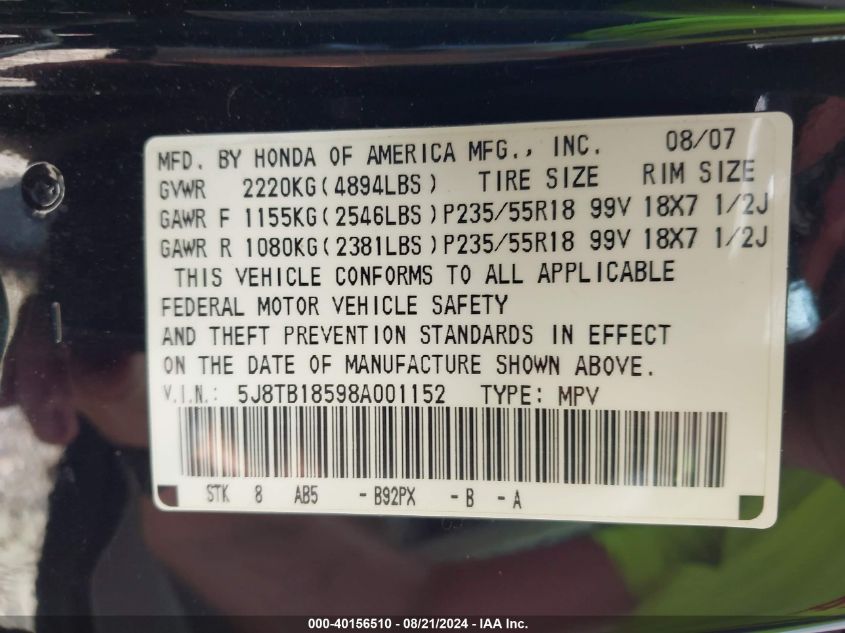 MFD. BY HONDA OF AMERICA MFG., INC. 08/07
GVWR 2220KG(4894LBS) TIRE SIZE RIM SIZE
GAWR F 1155KG(2546LBS)P235/55R18 99V 18X7 1/2J
GAWR R 1080KG(2381LBS)P235/55R18 99V 18X7 1/2J
THIS VEHICLE CONFORMS TO ALL APPLICABLE
FEDERAL MOTOR VEHICLE SAFETY
AND THEFT PREVENTION STANDARDS IN EFFECT
ON THE DATE OF MANUFACTURE SHOWN ABOVE.
V.I.N.: 5J8TB18598A001152 TYPE: MPV
STK 8 AB5 -B92PX -B -A
000-40156510 - 08/21/2024 - IAA Inc.